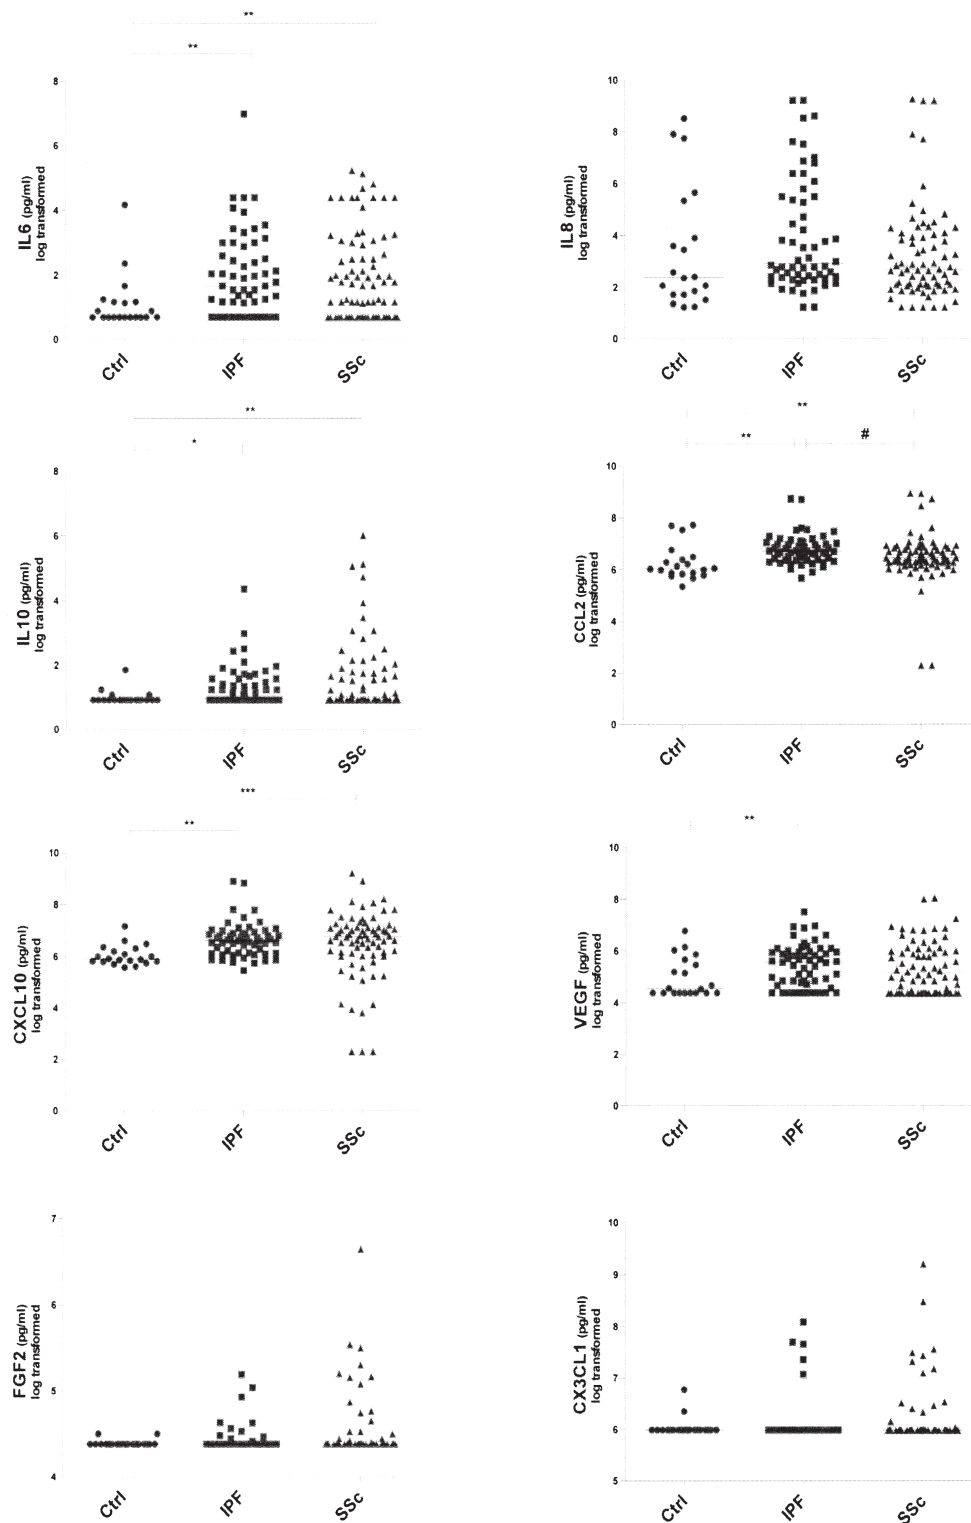 **
**
IL6 (pg/ml)
log transformed
8
6
4
2
0
Ctrl
IPF
SSc
IL8 (pg/ml)
log transformed
10
8
6
4
2
0
Ctrl
IPF
SSc
**
*
IL10 (pg/ml)
log transformed
8
6
4
2
0
Ctrl
IPF
SSc
**
**
#
CCL2 (pg/ml)
log transformed
10
8
6
4
2
0
Ctrl
IPF
SSc
***
**
CXCL10 (pg/ml)
log transformed
10
8
6
4
2
0
Ctrl
IPF
SSc
**
VEGF (pg/ml)
log transformed
10
8
6
4
2
0
Ctrl
IPF
SSc
FGF2 (pg/ml)
log transformed
7
6
5
4
Ctrl
IPF
SSc
CX3CL1 (pg/ml)
log transformed
10
9
8
7
6
5
Ctrl
IPF
SSc